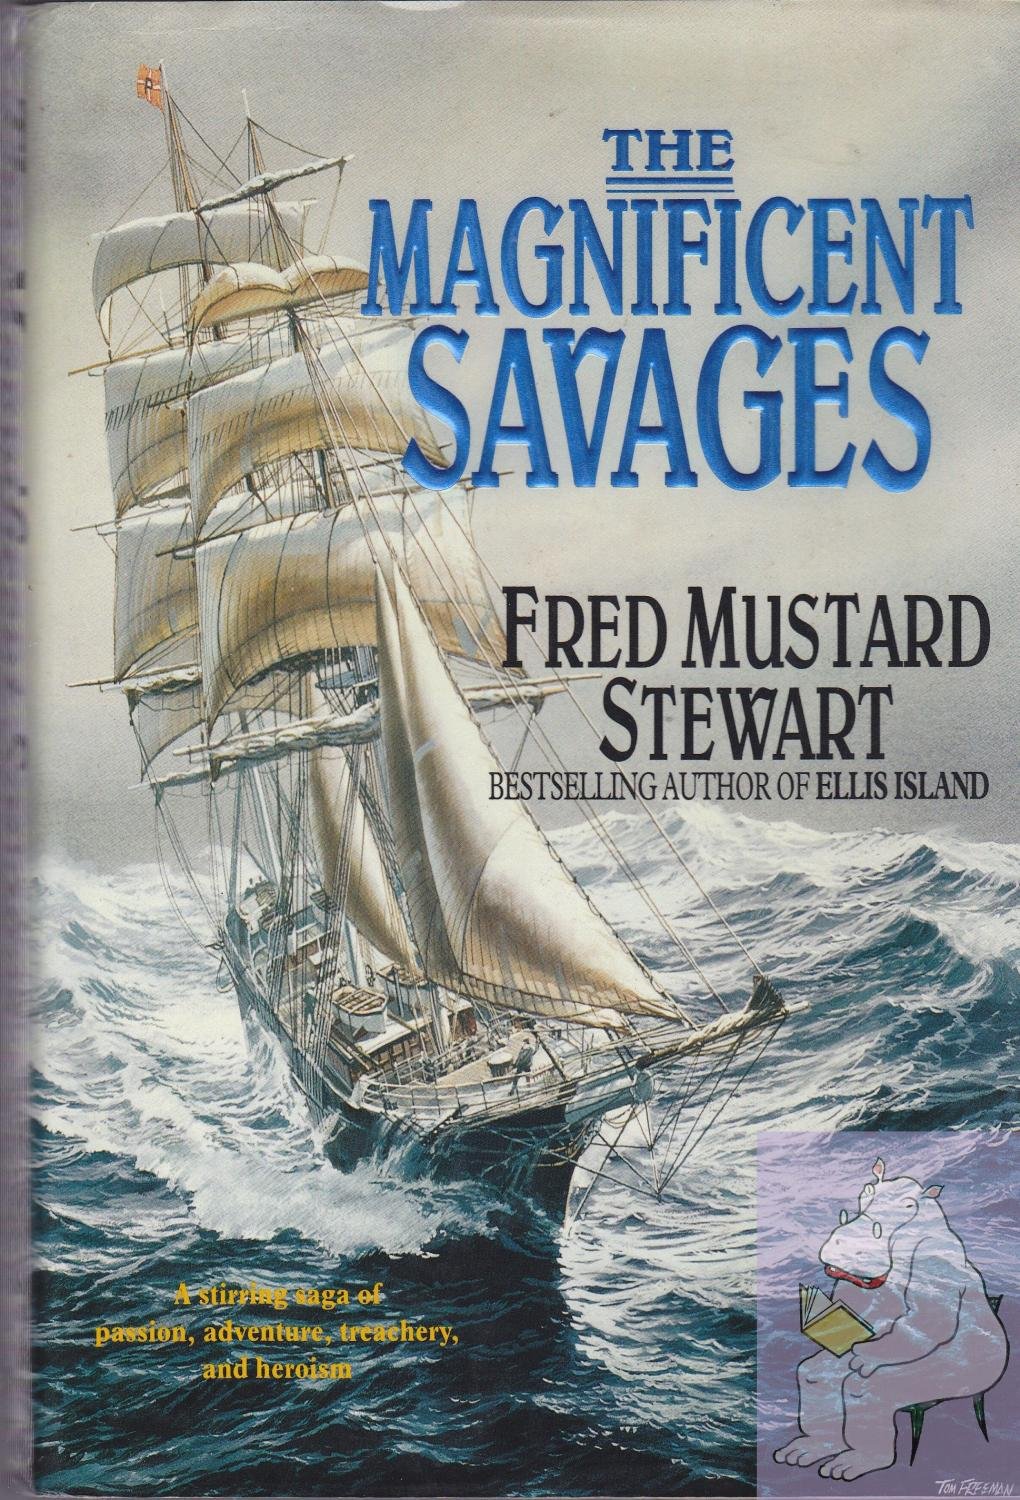 THE
MAGNIFICENT
SAVAGES
FRED MUSTARD
STEWART
BESTSELLING AUTHOR OF ELLIS ISLAND
A stirring saga of
passion, adventure, treachery,
and heroism
TOM FREEMAN